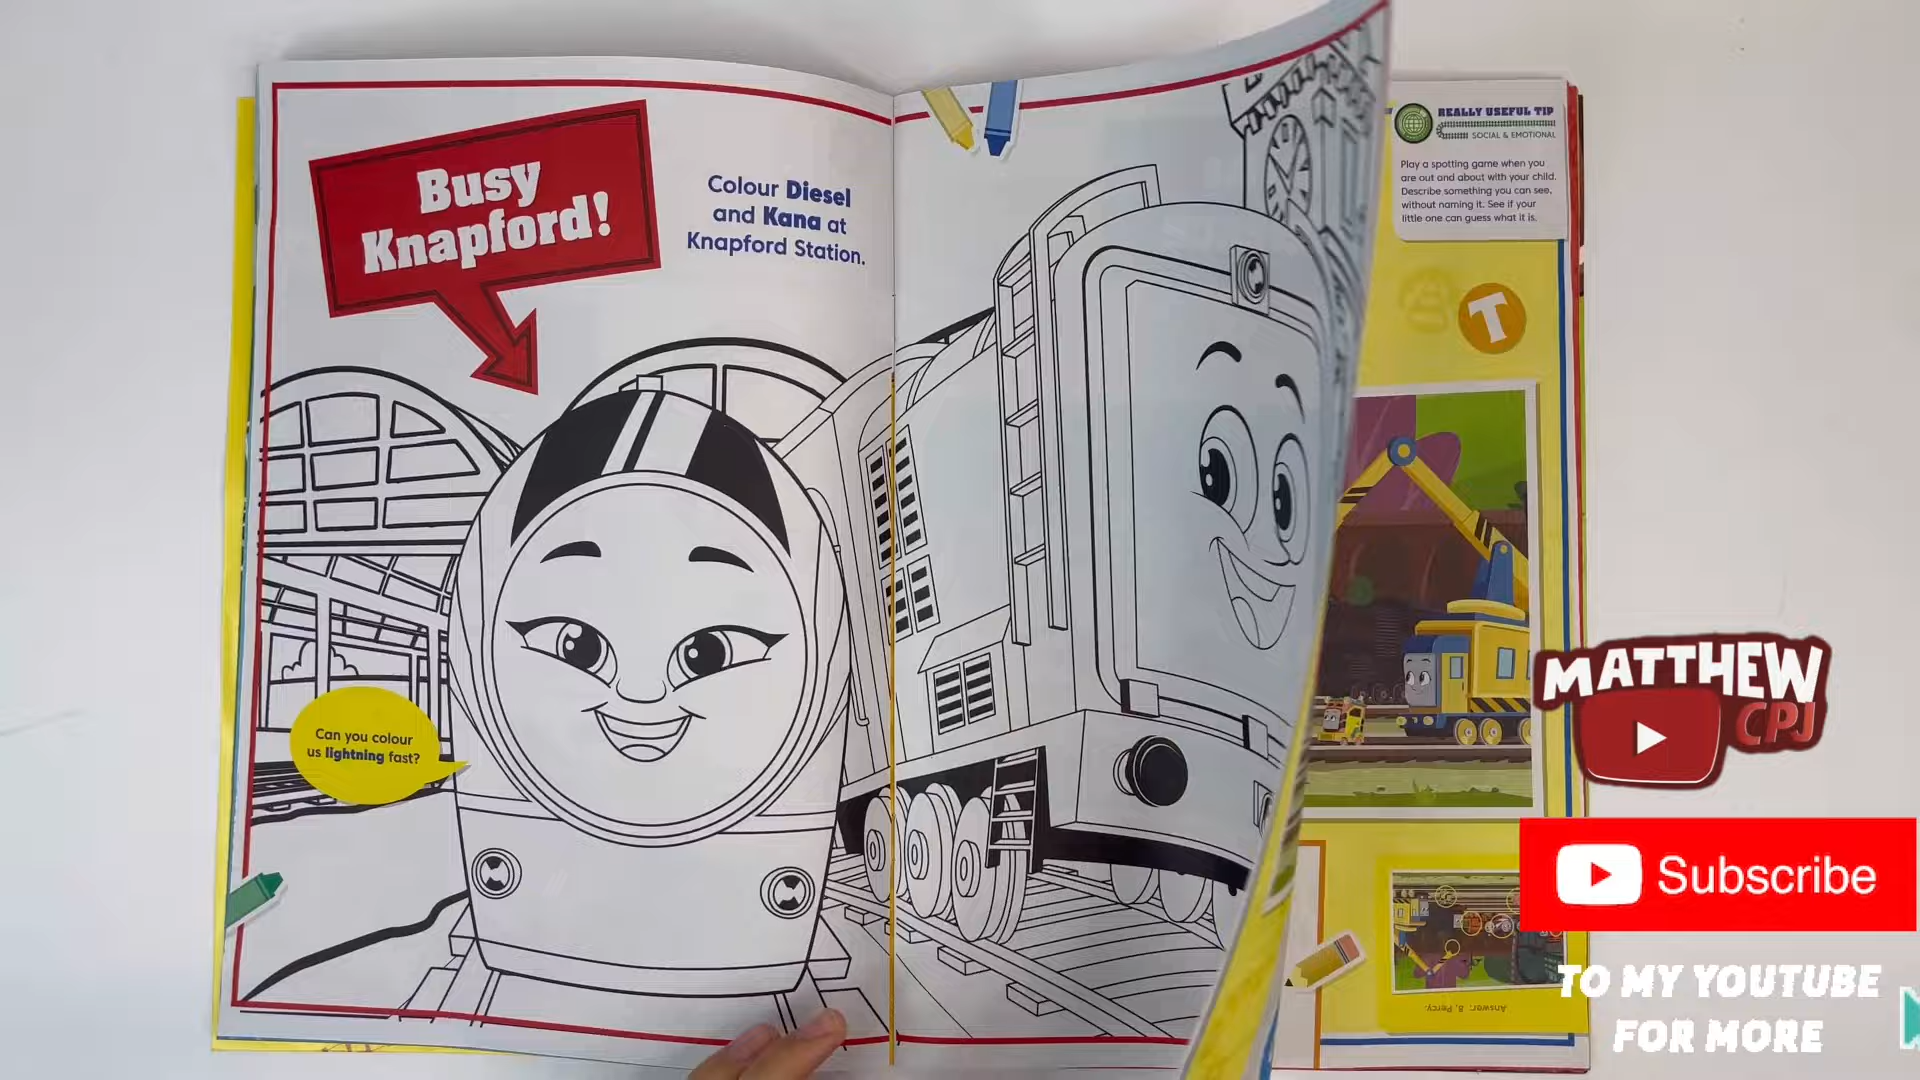 Busy
Knapford!
Colour Diesel
and Kana at
Knapford Station.
Can you colour
us lightning fast?
REALLY USEFUL TIP
SOCIAL & EMOTIONAL
Play a spotting game when you
are out and about with your child.
Describe something you can see,
without naming it. See if your
little one can guess what it is.
T
Answer: 8, Percy.
MATTHEW
CPJ
Subscribe
TO MY YOUTUBE
FOR MORE